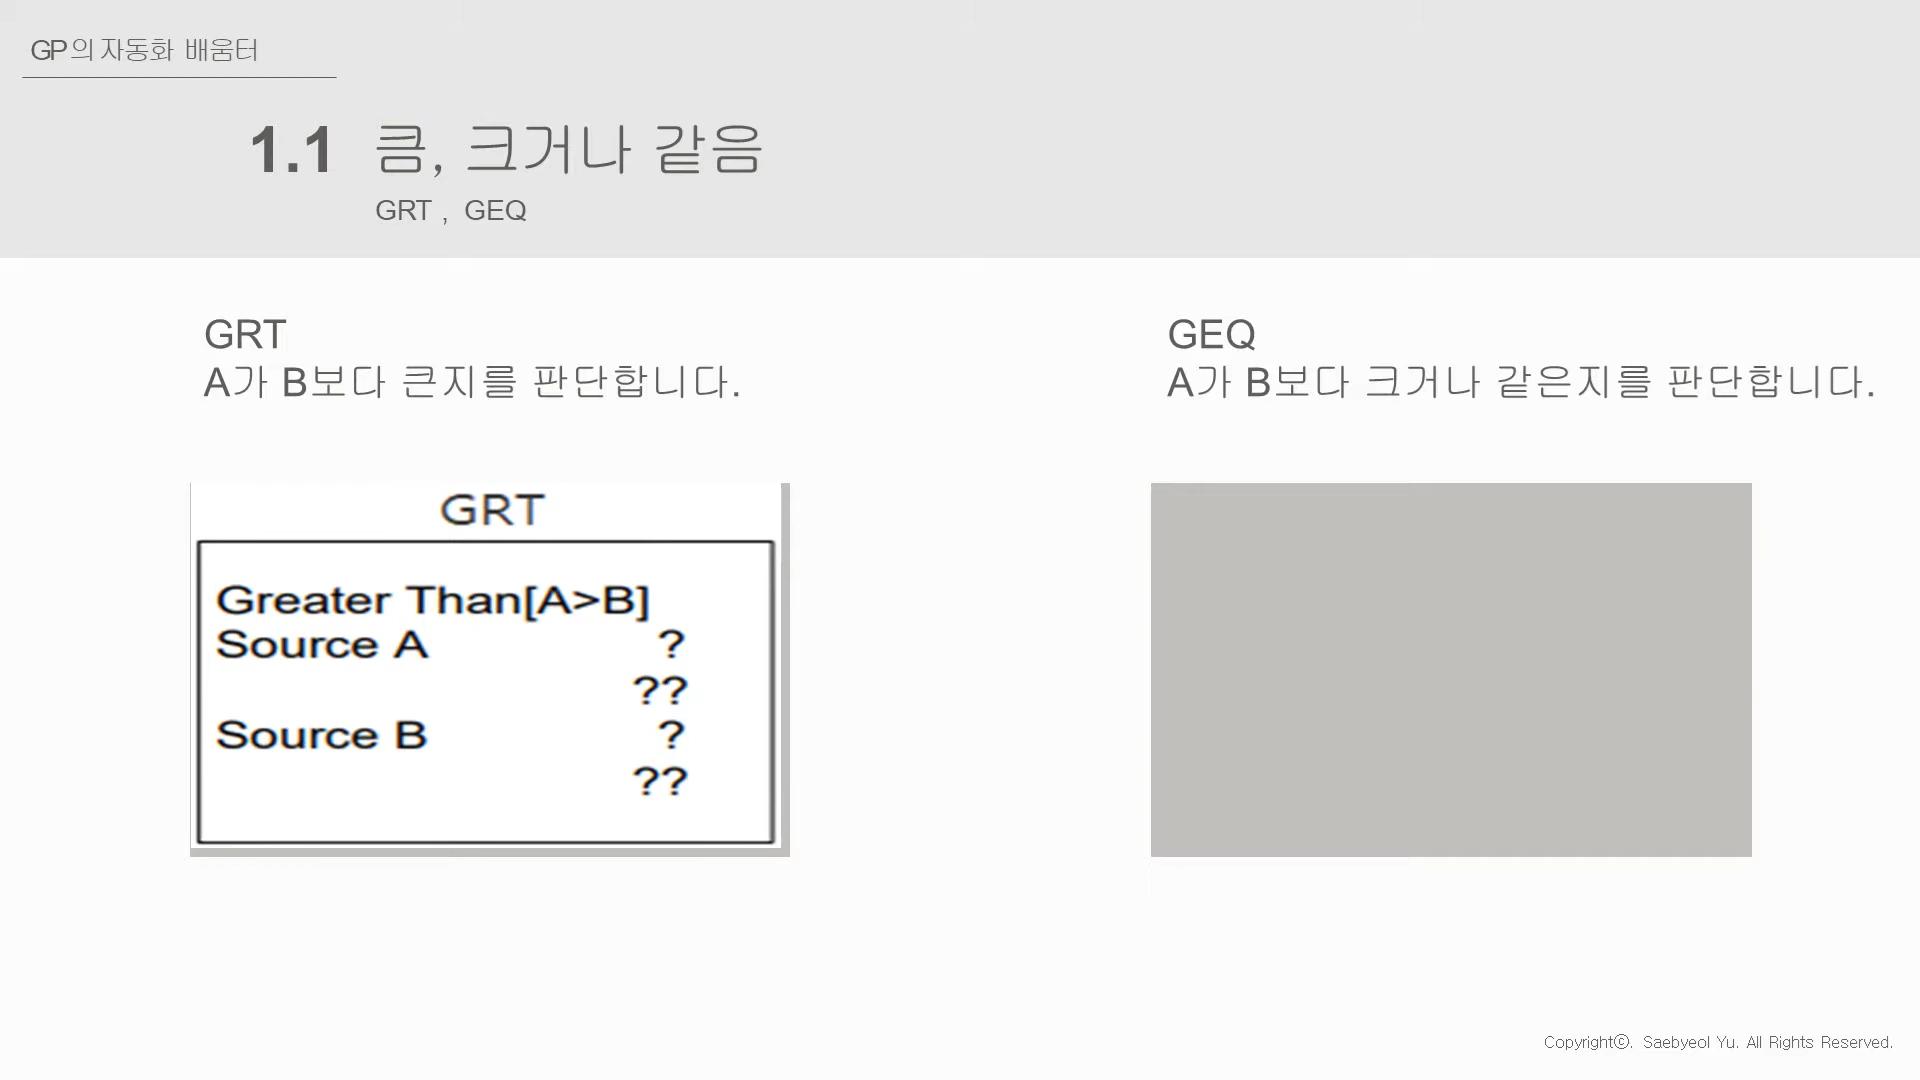 GP의 자동화 배움터
1.1 큼, 크거나 같음
GRT , GEQ
GRT
A가 B보다 큰지를 판단합니다.
GRT
Greater Than[A>B]
Source A ?
??
Source B ?
??
GEQ
A가 B보다 크거나 같은지를 판단합니다.
Copyrightⓒ. Saebyeol Yu. All Rights Reserved.